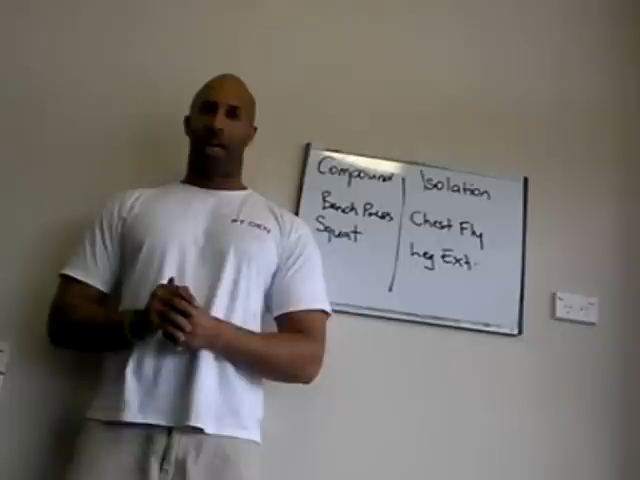 Compound
Bench Press
Squat
Isolation
Chest Fly
Leg Ext.